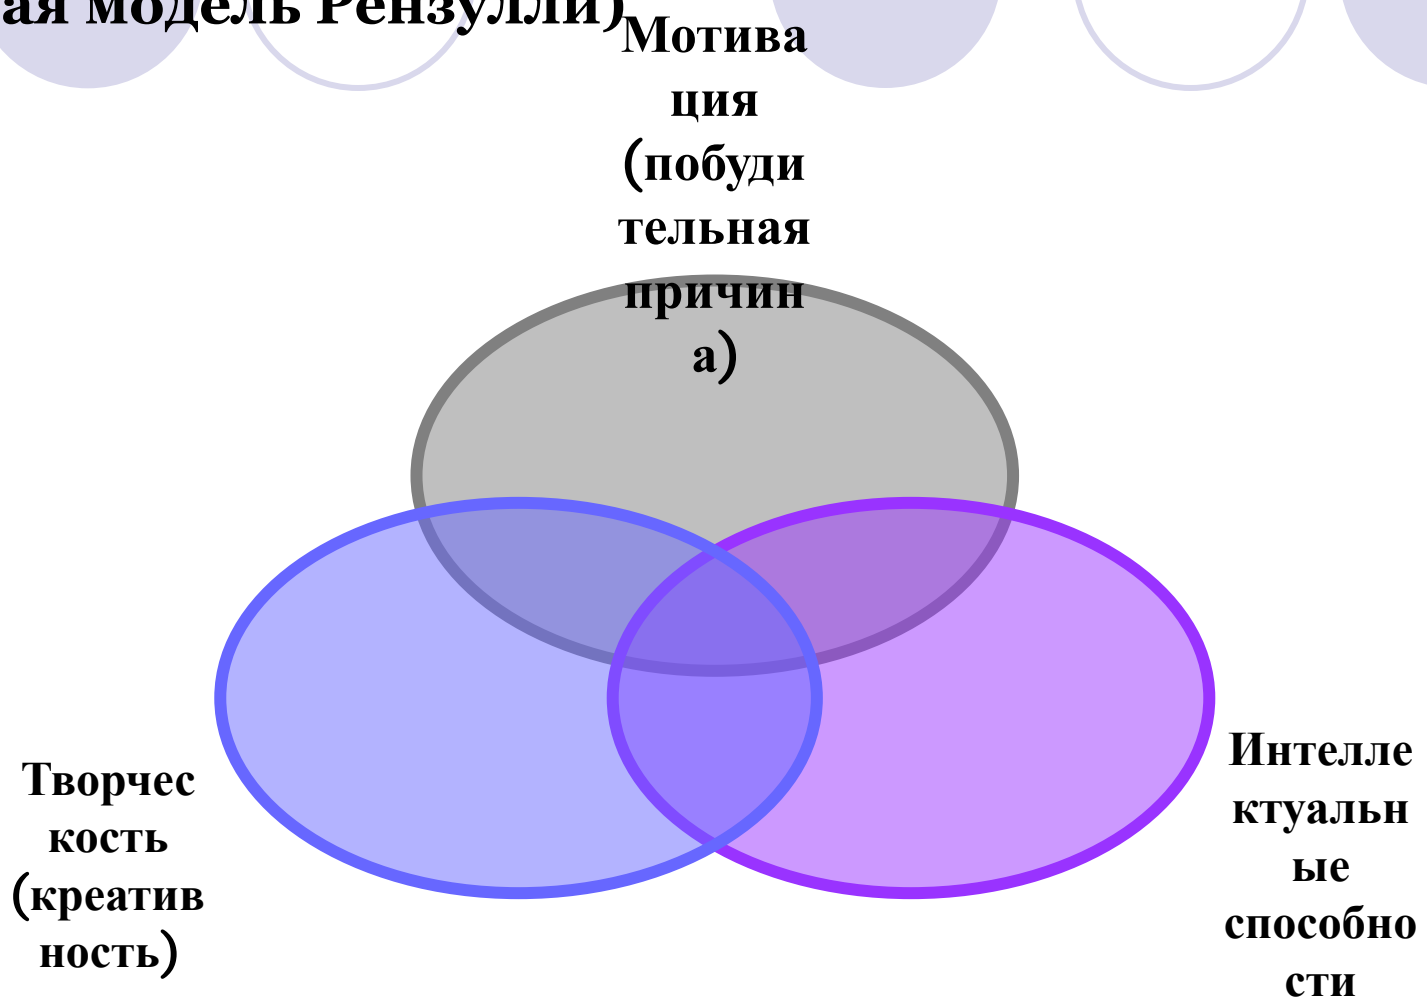 ая модель Рензулли)
Мотива
ция
(побуди
тельная
причин
а)
Творчес
кость
(креатив
ность)
Интелле
ктуальн
ые
способно
сти